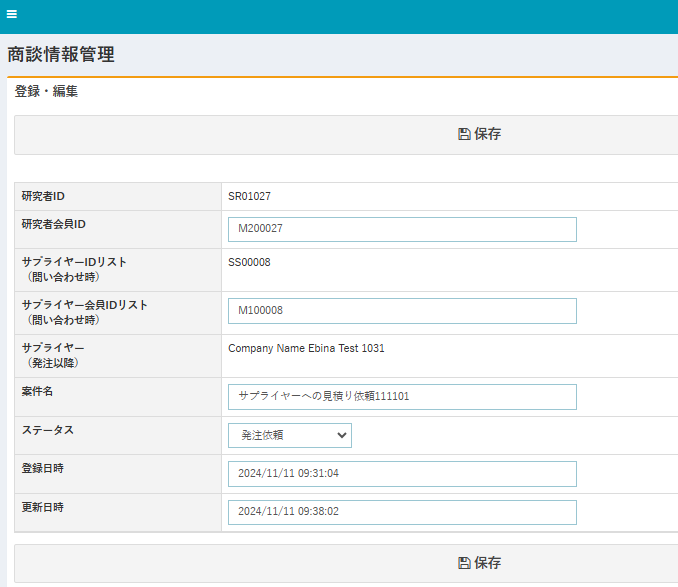 商談情報管理
登録・編集
保存
研究者ID SR01027
研究者会員ID M200027
サプライヤーIDリスト SS00008
（問い合わせ時）
サプライヤー会員IDリスト M100008
（問い合わせ時）
サプライヤー Company Name Ebina Test 1031
（発注以降）
案件名 サプライヤーへの見積り依頼111101
ステータス 発注依頼
登録日時 2024/11/11 09:31:04
更新日時 2024/11/11 09:38:02
保存